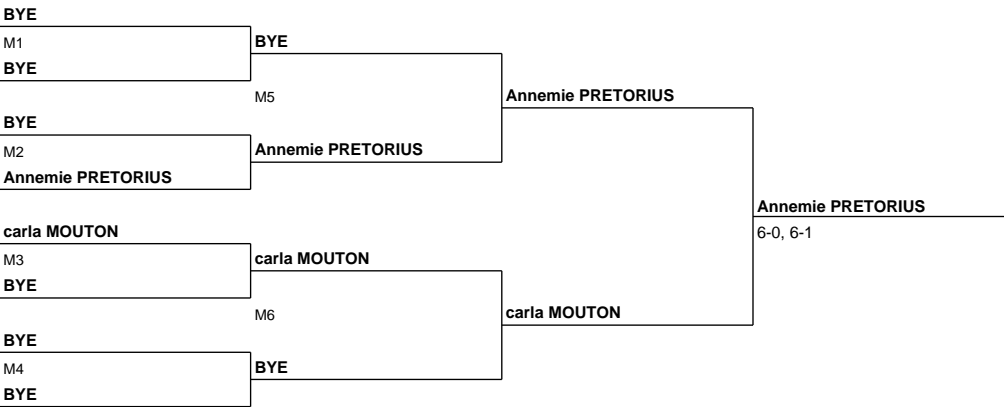 BYE
M1
BYE
BYE
M5
Annemie PRETORIUS
BYE
M2
Annemie PRETORIUS
Annemie PRETORIUS
Annemie PRETORIUS
6-0, 6-1
carla MOUTON
M3
carla MOUTON
BYE
M6
carla MOUTON
BYE
M4
BYE
BYE